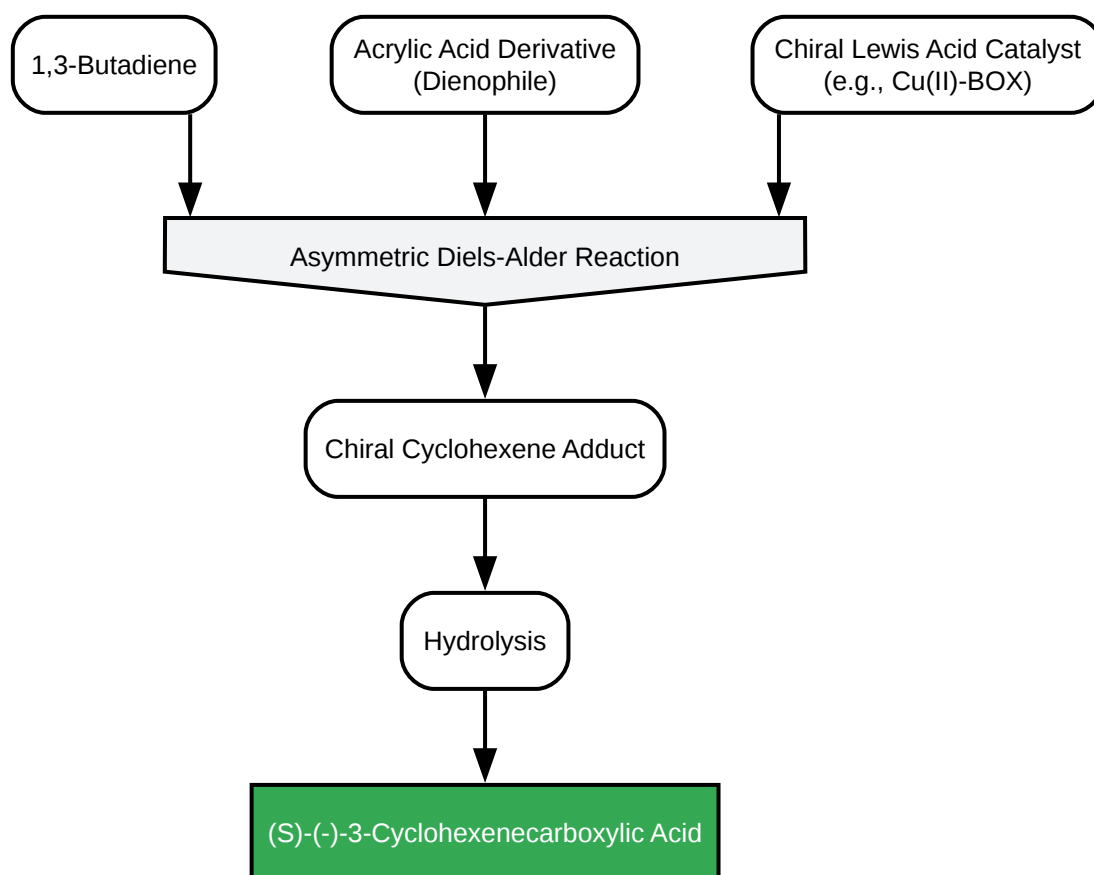 1,3-Butadiene
Acrylic Acid Derivative
(Dienophile)
Chiral Lewis Acid Catalyst
(e.g., Cu(II)-BOX)
Asymmetric Diels-Alder Reaction
Chiral Cyclohexene Adduct
Hydrolysis
(S)-(-)-3-Cyclohexenecarboxylic Acid